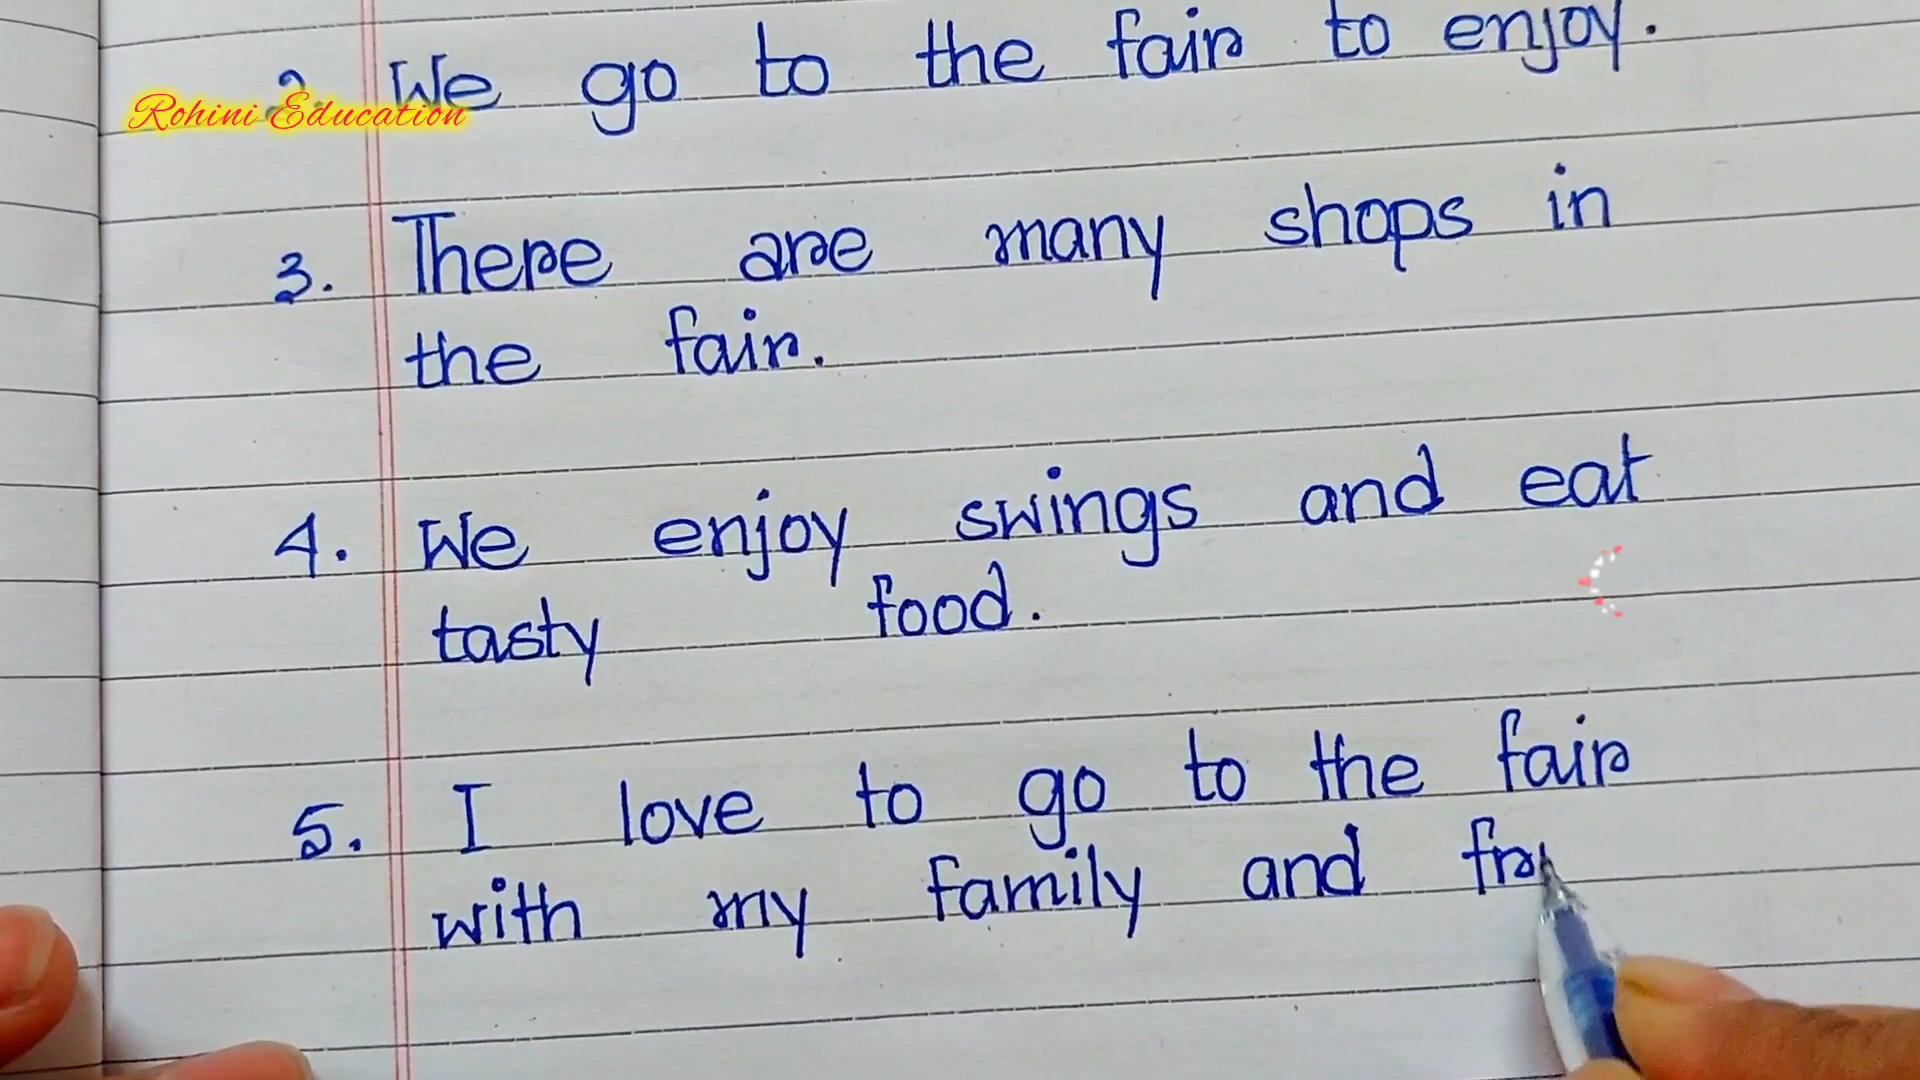 2. We go to the fair to enjoy.
Rohini Education
3. There are many shops in
the fair.
4. We enjoy swings and eat
tasty food.
5. I love to go to the fair
with my family and